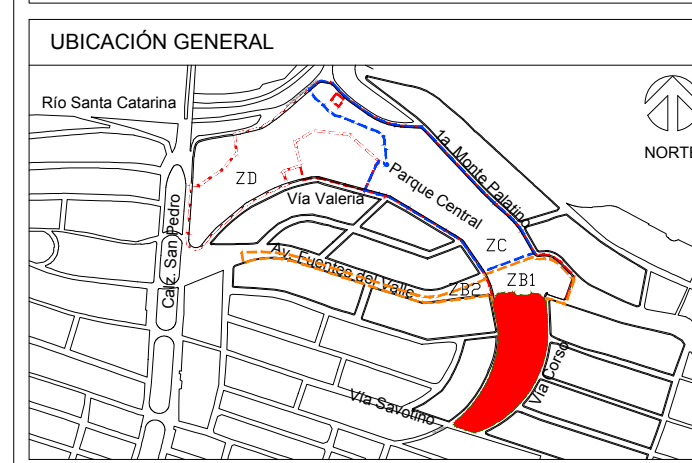 UBICACIÓN GENERAL
Río Santa Catarina
NORTE
1a. Monte Palatino
ZD
Parque Central
Vía Valeria
Calz. San Pedro
ZC
Av. Fuentes del Valle
ZB2
ZB1
Vía Corso
Vía Savotino